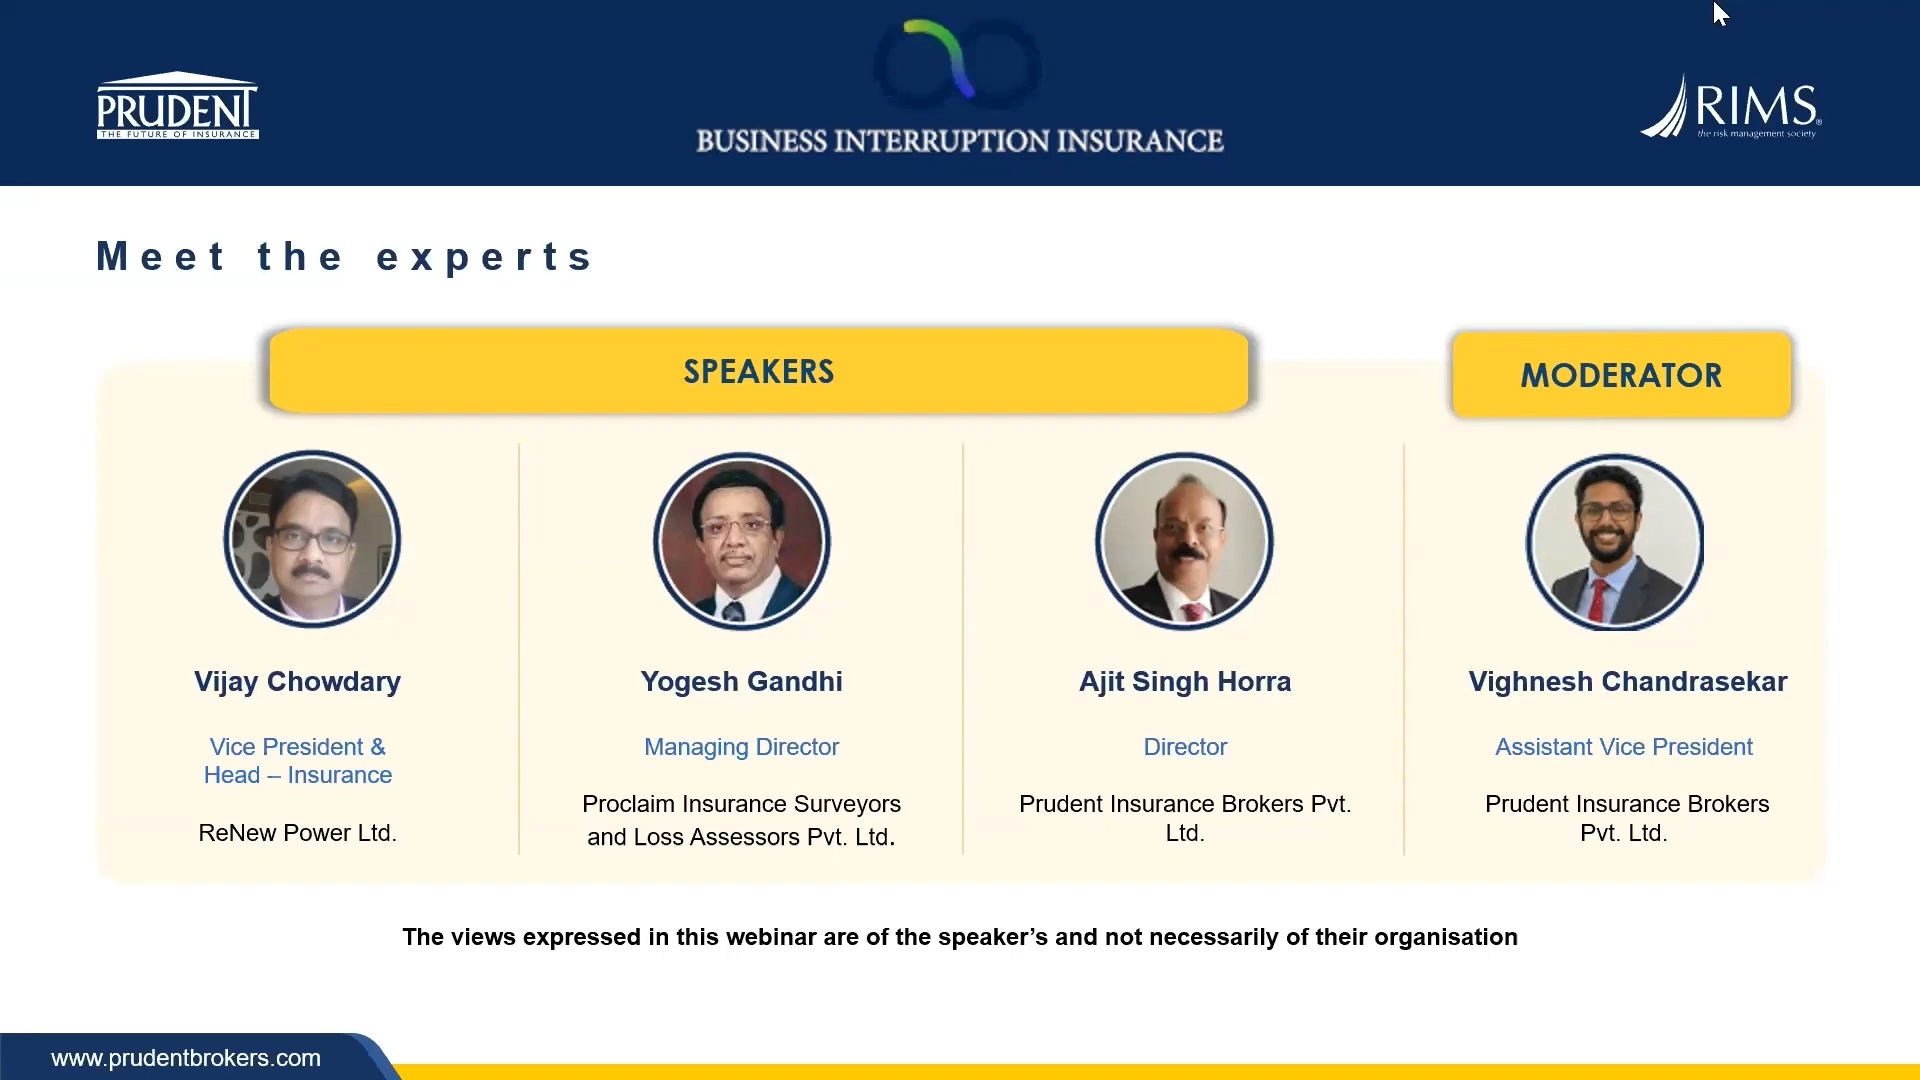 PRUDENT
THE FUTURE OF INSURANCE
BUSINESS INTERRUPTION INSURANCE
RIMS®
the risk management society
Meet the experts
SPEAKERS
MODERATOR
Vijay Chowdary
Vice President &
Head – Insurance
ReNew Power Ltd.
Yogesh Gandhi
Managing Director
Proclaim Insurance Surveyors
and Loss Assessors Pvt. Ltd.
Ajit Singh Horra
Director
Prudent Insurance Brokers Pvt.
Ltd.
Vighnesh Chandrasekar
Assistant Vice President
Prudent Insurance Brokers
Pvt. Ltd.
The views expressed in this webinar are of the speaker’s and not necessarily of their organisation
www.prudentbrokers.com